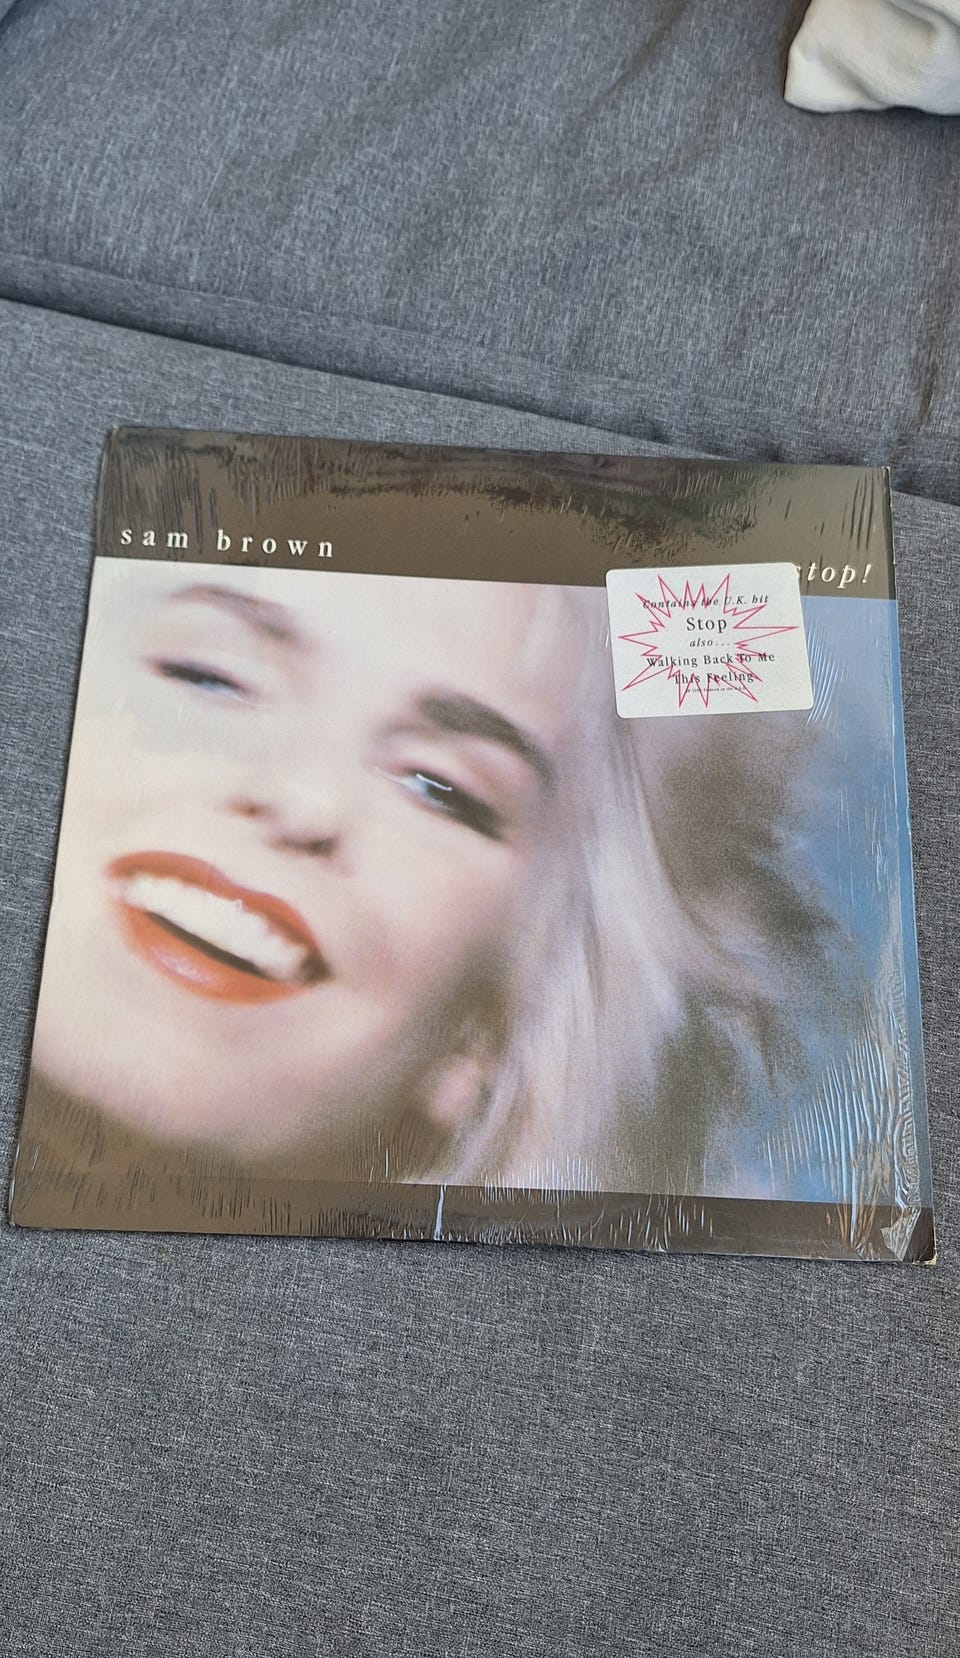 sam brown
stop!
Contains the U.K. hit
Stop
also...
Walking Back To Me
This Feeling